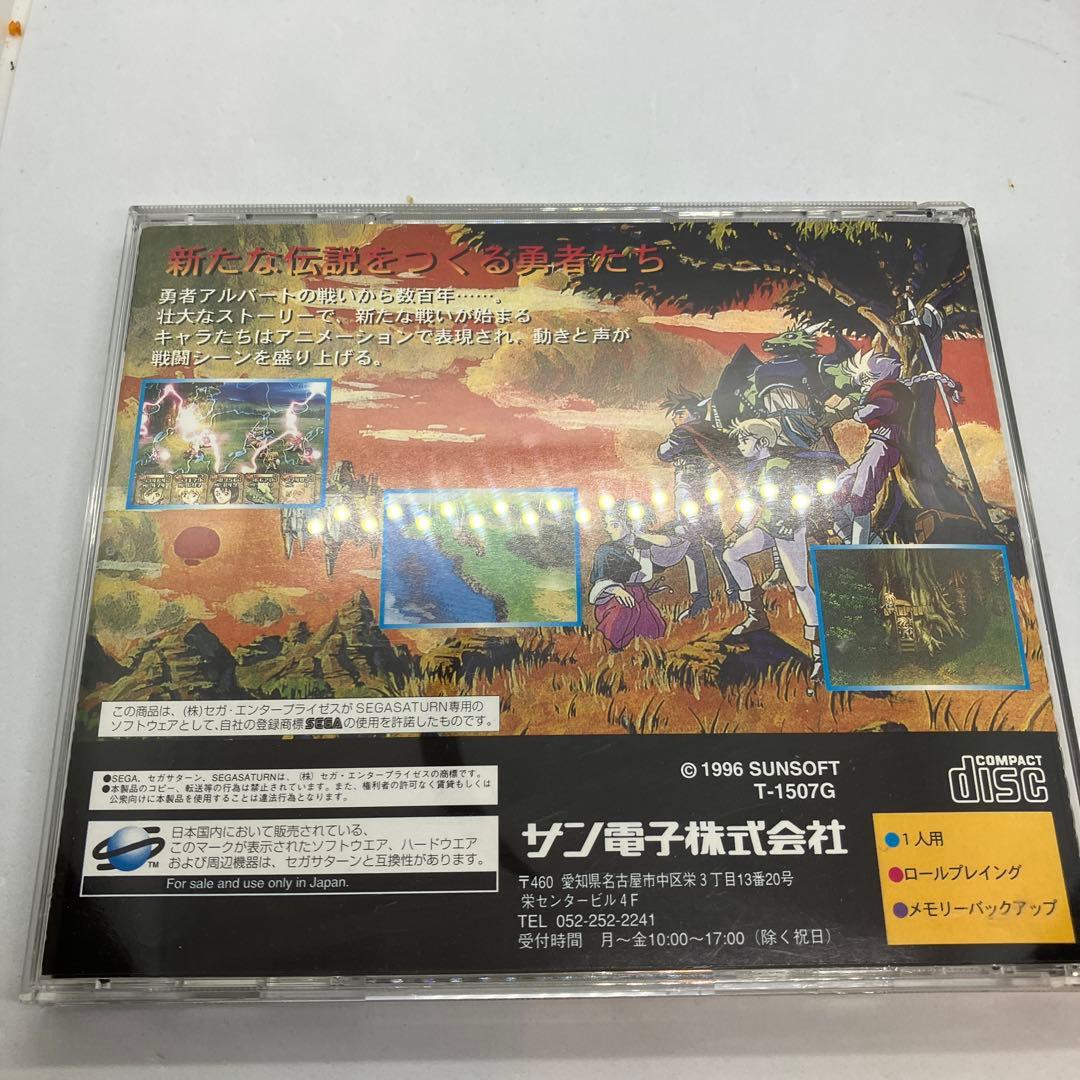 新たな伝説をつくる勇者たち
勇者アルバートの戦いから数百年……。
壮大なストーリーで、新たな戦いが始まる
キャラたちはアニメーションで表現され、動きと声が
戦闘シーンを盛り上げる。
この商品は、(株)セガ・エンタープライゼスがSEGASATURN専用の
ソフトウェアとして、自社の登録商標SEGAの使用を許諾したものです。
●SEGA、セガサターン、SEGASATURNは、(株)セガ・エンタープライゼスの商標です。
●本製品のコピー、転送等の行為は禁止されています。また、権利者の許可なく賃貸もしくは
公衆向けに本製品を使用することは違法行為となります。
日本国内において販売されている、
このマークが表示されたソフトウエア、ハードウエア
および周辺機器は、セガサターンと互換性があります。
TM
For sale and use only in Japan.
© 1996 SUNSOFT
T-1507G
COMPACT
disc
サン電子株式会社
〒460 愛知県名古屋市中区栄3丁目13番20号
栄センタービル4F
TEL 052-252-2241
受付時間 月〜金10:00〜17:00(除く祝日)
●1人用
●ロールプレイング
●メモリーバックアップ